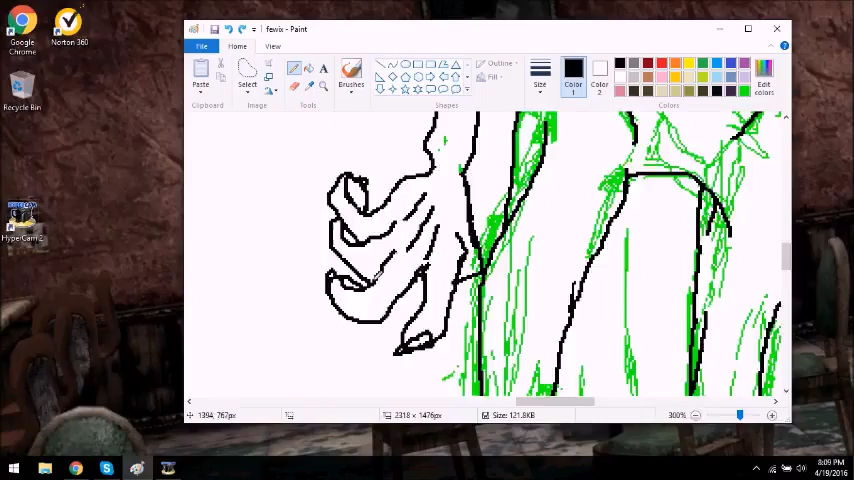 Google
Chrome
Norton 360
Recycle Bin
HyperCam 2
fewix - Paint
File
Home
View
Paste
Select
Brushes
Outline
Fill
Size
Color
1
Color
2
Edit
colors
Clipboard
Image
Tools
Shapes
Colors
1394, 767px
2318 × 1476px
Size: 121.8KB
300%
8:09 PM
4/19/2016